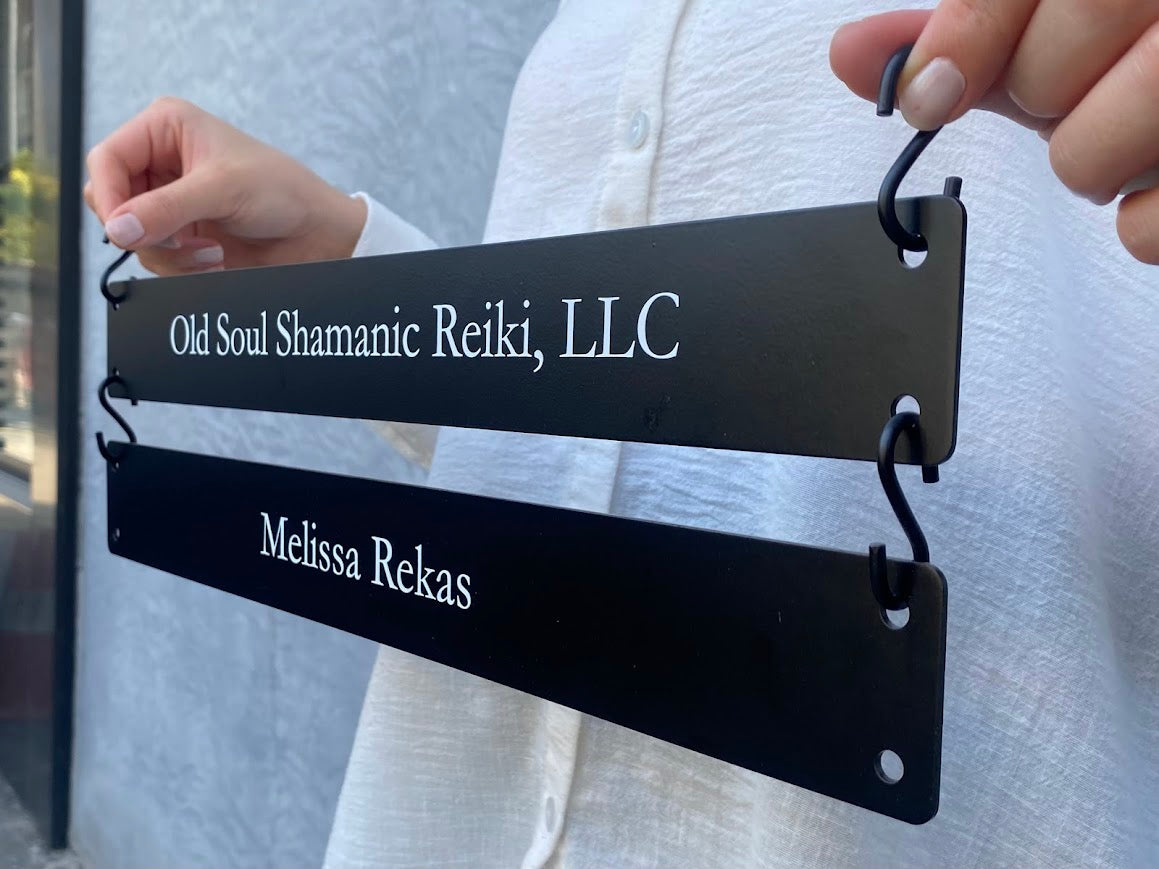 Old Soul Shamanic Reiki, LLC
Melissa Rekas